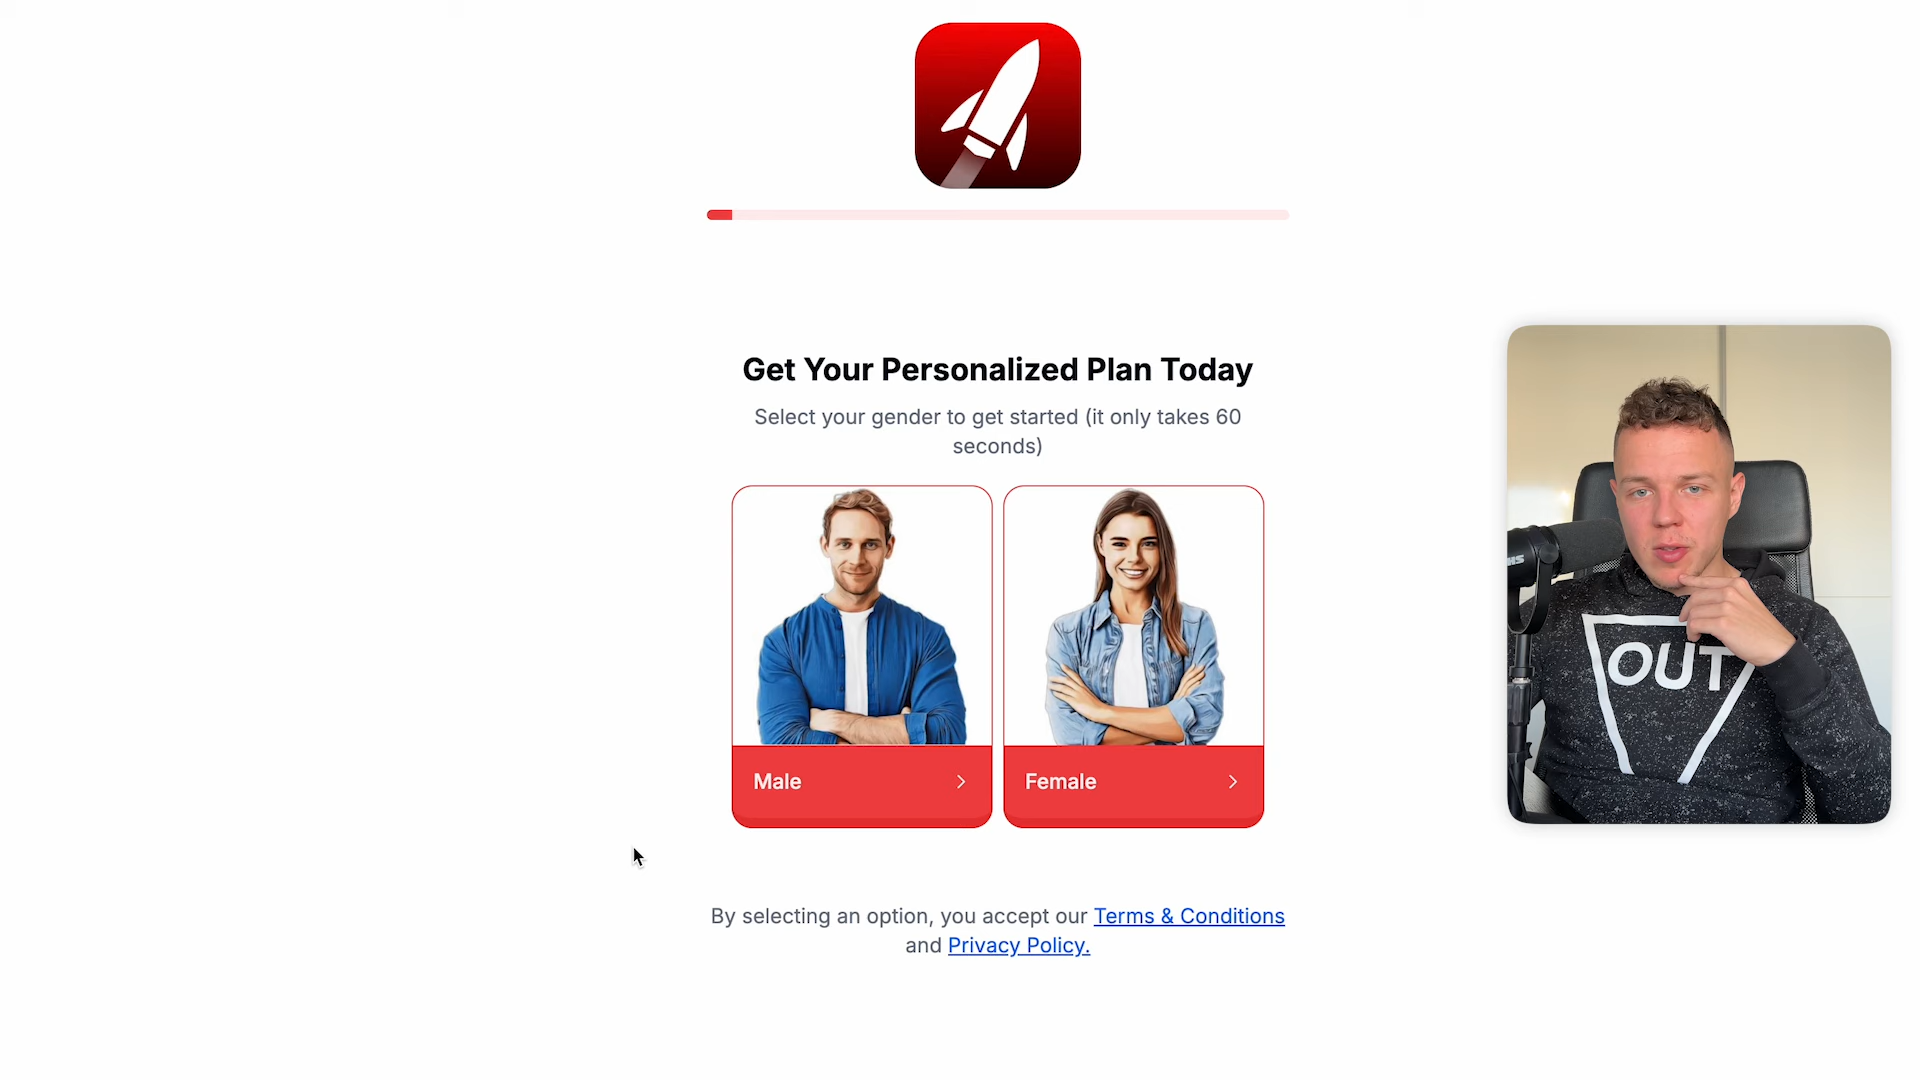 Get Your Personalized Plan Today
Select your gender to get started (it only takes 60
seconds)
Male
Female
By selecting an option, you accept our Terms & Conditions
and Privacy Policy.
OUT